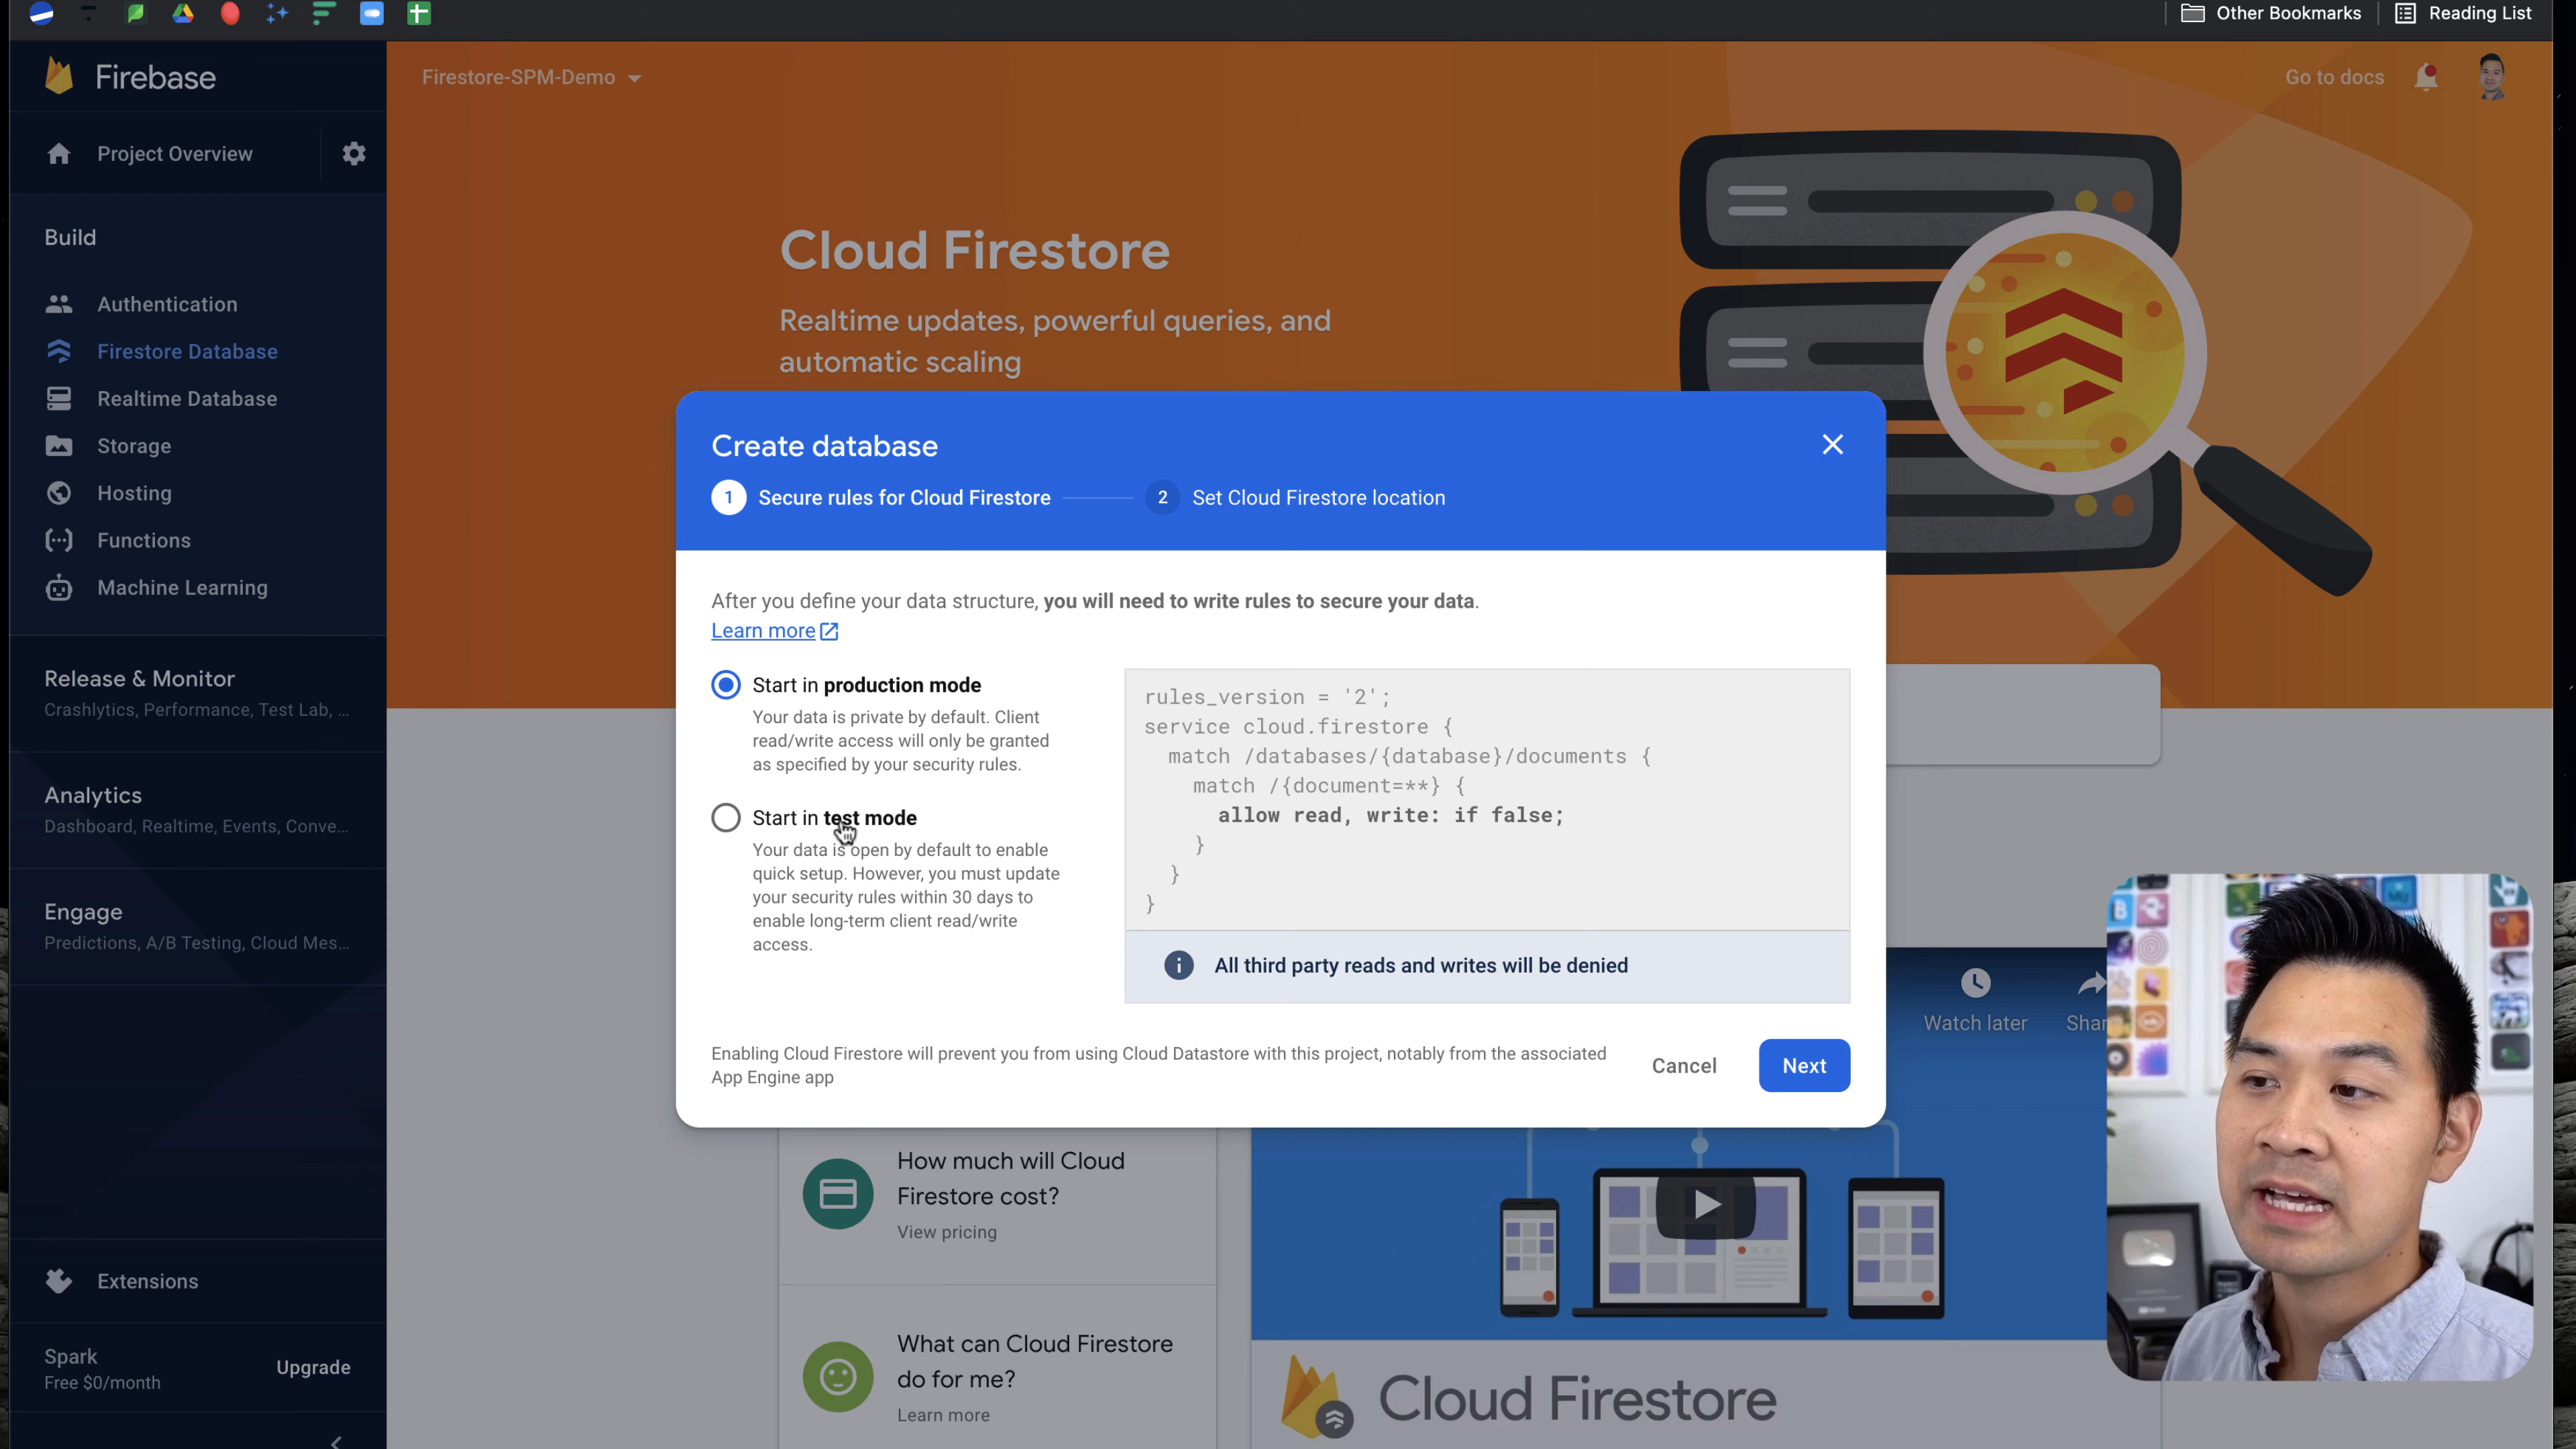 Other Bookmarks
Reading List
Firebase
Firestore-SPM-Demo
Go to docs
Project Overview
Build
Authentication
Firestore Database
Realtime Database
Storage
Hosting
Functions
Machine Learning
Release & Monitor
Crashlytics, Performance, Test Lab, ...
Analytics
Dashboard, Realtime, Events, Conve...
Engage
Predictions, A/B Testing, Cloud Mes...
Extensions
Spark
Free $0/month
Upgrade
Cloud Firestore
Realtime updates, powerful queries, and
automatic scaling
Create database
1 Secure rules for Cloud Firestore
2 Set Cloud Firestore location
After you define your data structure, you will need to write rules to secure your data.
Learn more
Start in production mode
Your data is private by default. Client
read/write access will only be granted
as specified by your security rules.
Start in test mode
Your data is open by default to enable
quick setup. However, you must update
your security rules within 30 days to
enable long-term client read/write
access.
rules_version = '2';
service cloud.firestore {
match /databases/{database}/documents {
match /{document=**} {
allow read, write: if false;
}
}
}
All third party reads and writes will be denied
Enabling Cloud Firestore will prevent you from using Cloud Datastore with this project, notably from the associated
App Engine app
Cancel
Next
Watch later
Shar
How much will Cloud
Firestore cost?
View pricing
What can Cloud Firestore
do for me?
Learn more
Cloud Firestore